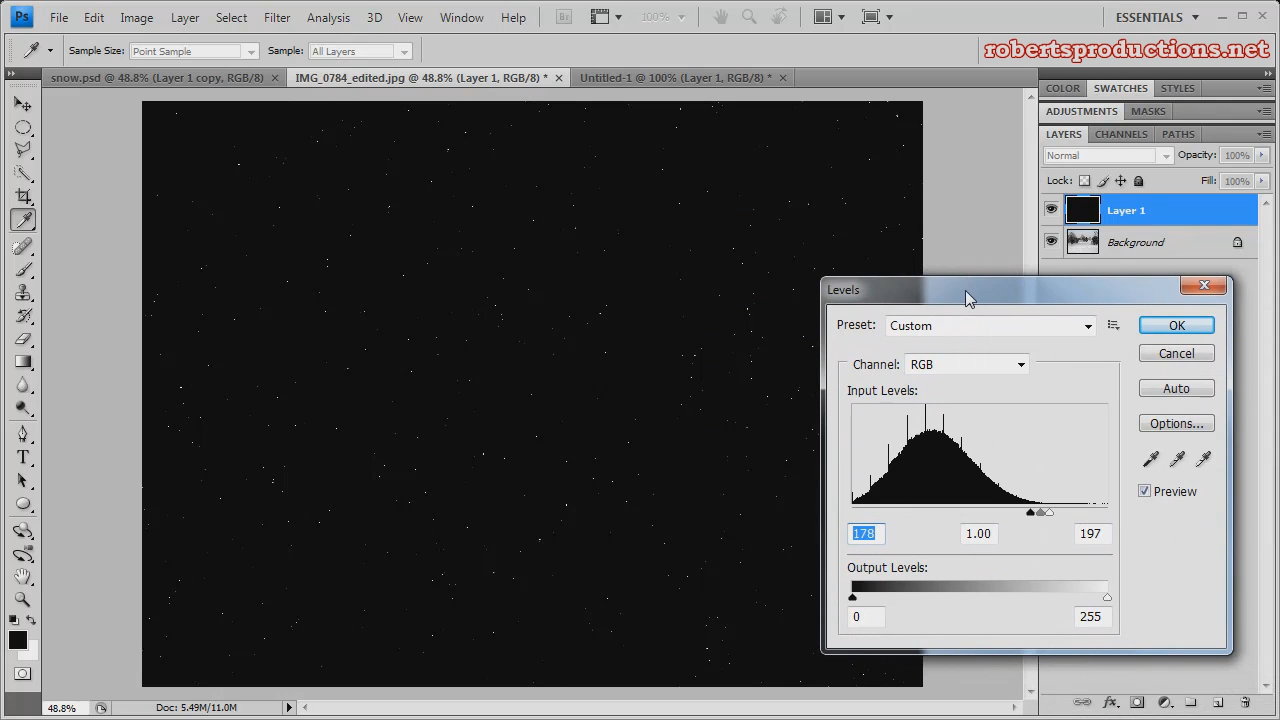 Ps File Edit Image Layer Select Filter Analysis 3D View Window Help Br 100% ESSENTIALS
Sample Size: Point Sample Sample: All Layers robertsproductions.net
snow.psd @ 48.8% (Layer 1 copy, RGB/8) IMG_0784_edited.jpg @ 48.8% (Layer 1, RGB/8) * Untitled-1 @ 100% (Layer 1, RGB/8) *
COLOR SWATCHES STYLES
ADJUSTMENTS MASKS
LAYERS CHANNELS PATHS
Normal Opacity: 100%
Lock: Fill: 100%
Layer 1
Background
Levels
Preset: Custom OK
Cancel
Channel: RGB
Auto
Input Levels:
Options...
Preview
178 1.00 197
Output Levels:
0 255
T
48.8% Doc: 5.49M/11.0M fx